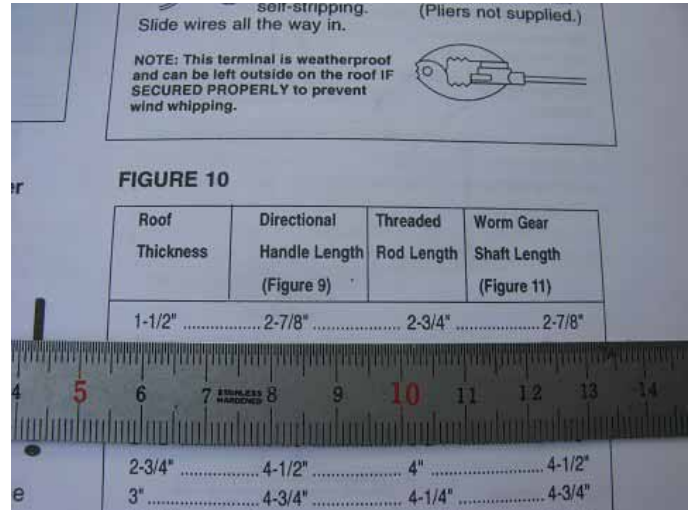 self-stripping.
Slide wires all the way in.
(Pliers not supplied.)
NOTE: This terminal is weatherproof
and can be left outside on the roof IF
SECURED PROPERLY to prevent
wind whipping.
er
FIGURE 10
Roof Thickness
Directional Handle Length (Figure 9)
Threaded Rod Length
Worm Gear Shaft Length (Figure 11)
1-1/2" .................. 2-7/8" .................... 2-3/4" ................... 2-7/8"
4 5 6 7 STAINLESS HARDENED 8 9 10 11 12 13 14
2-3/4" .................. 4-1/2" .................... 4" ......................... 4-1/2"
3" ........................ 4-3/4" .................... 4-1/4" ................... 4-3/4"
e